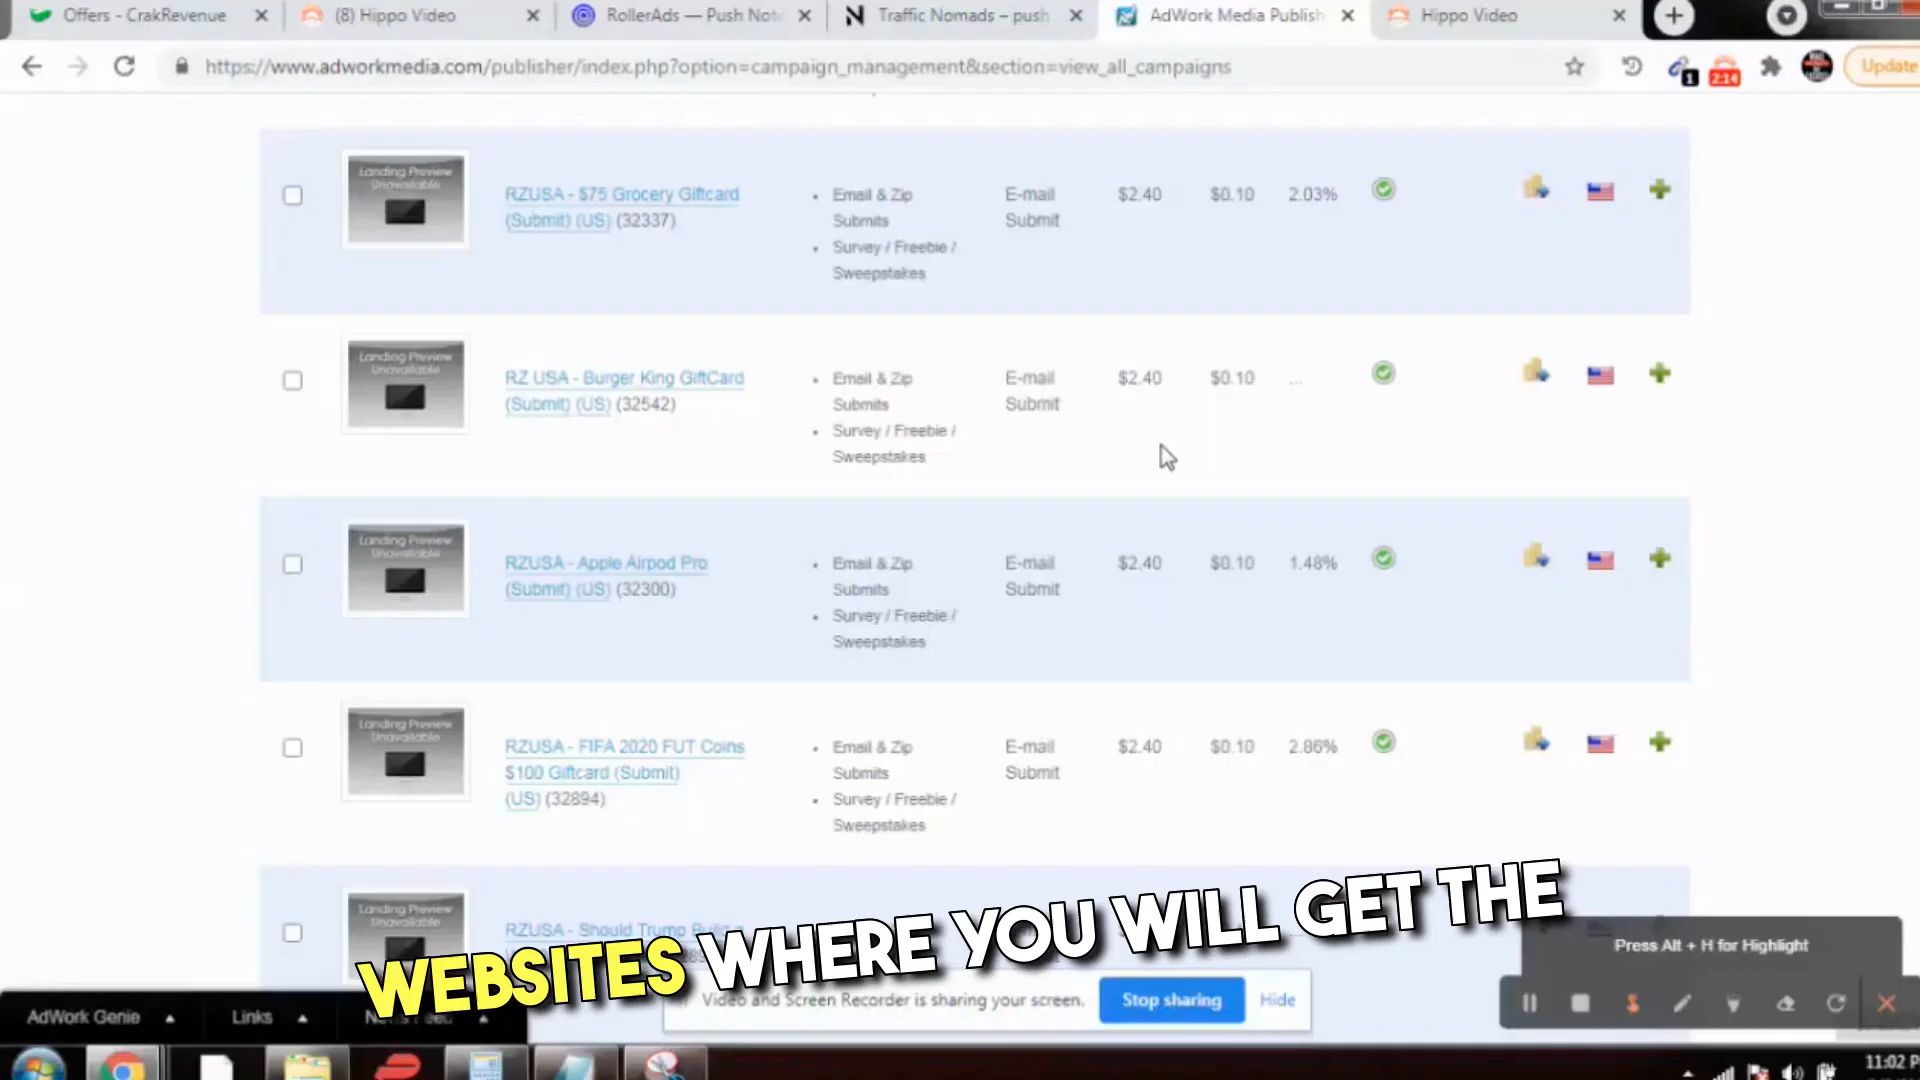 Offers - CrakRevenue
(8) Hippo Video
RollerAds — Push Noti
Traffic Nomads – push
AdWork Media Publish
Hippo Video
https://www.adworkmedia.com/publisher/index.php?option=campaign_management&section=view_all_campaigns
1
2:14
Update
Landing Preview
Unavailable
RZUSA - $75 Grocery Giftcard
(Submit) (US) (32337)
Email & Zip
Submits
Survey / Freebie /
Sweepstakes
E-mail
Submit
$2.40
$0.10
2.03%
Landing Preview
Unavailable
RZ USA - Burger King GiftCard
(Submit) (US) (32542)
Email & Zip
Submits
Survey / Freebie /
Sweepstakes
E-mail
Submit
$2.40
$0.10
...
Landing Preview
Unavailable
RZUSA - Apple Airpod Pro
(Submit) (US) (32300)
Email & Zip
Submits
Survey / Freebie /
Sweepstakes
E-mail
Submit
$2.40
$0.10
1.48%
Landing Preview
Unavailable
RZUSA - FIFA 2020 FUT Coins
$100 Giftcard (Submit)
(US) (32894)
Email & Zip
Submits
Survey / Freebie /
Sweepstakes
E-mail
Submit
$2.40
$0.10
2.86%
Landing Preview
Unavailable
RZUSA - Should Trump
WEBSITES WHERE YOU WILL GET THE
Press Alt + H for Highlight
Video and Screen Recorder is sharing your screen.
Stop sharing
Hide
AdWork Genie
Links
News Feed
11:02 P